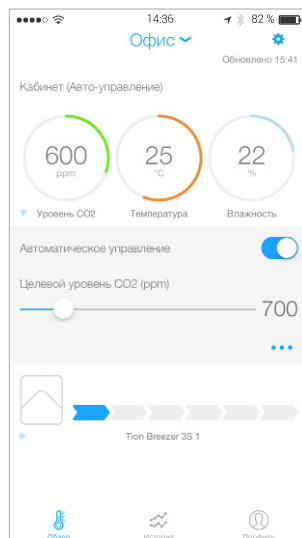 14:36
82 %
Офис
Обновлено 15:41
Кабинет (Авто-управление)
600 25 22
ppm °C %
Уровень CO2 Температура Влажность
Автоматическое управление
Целевой уровень CO2 (ppm)
700
Tion Breezer 3S 1
Обзор История Профиль